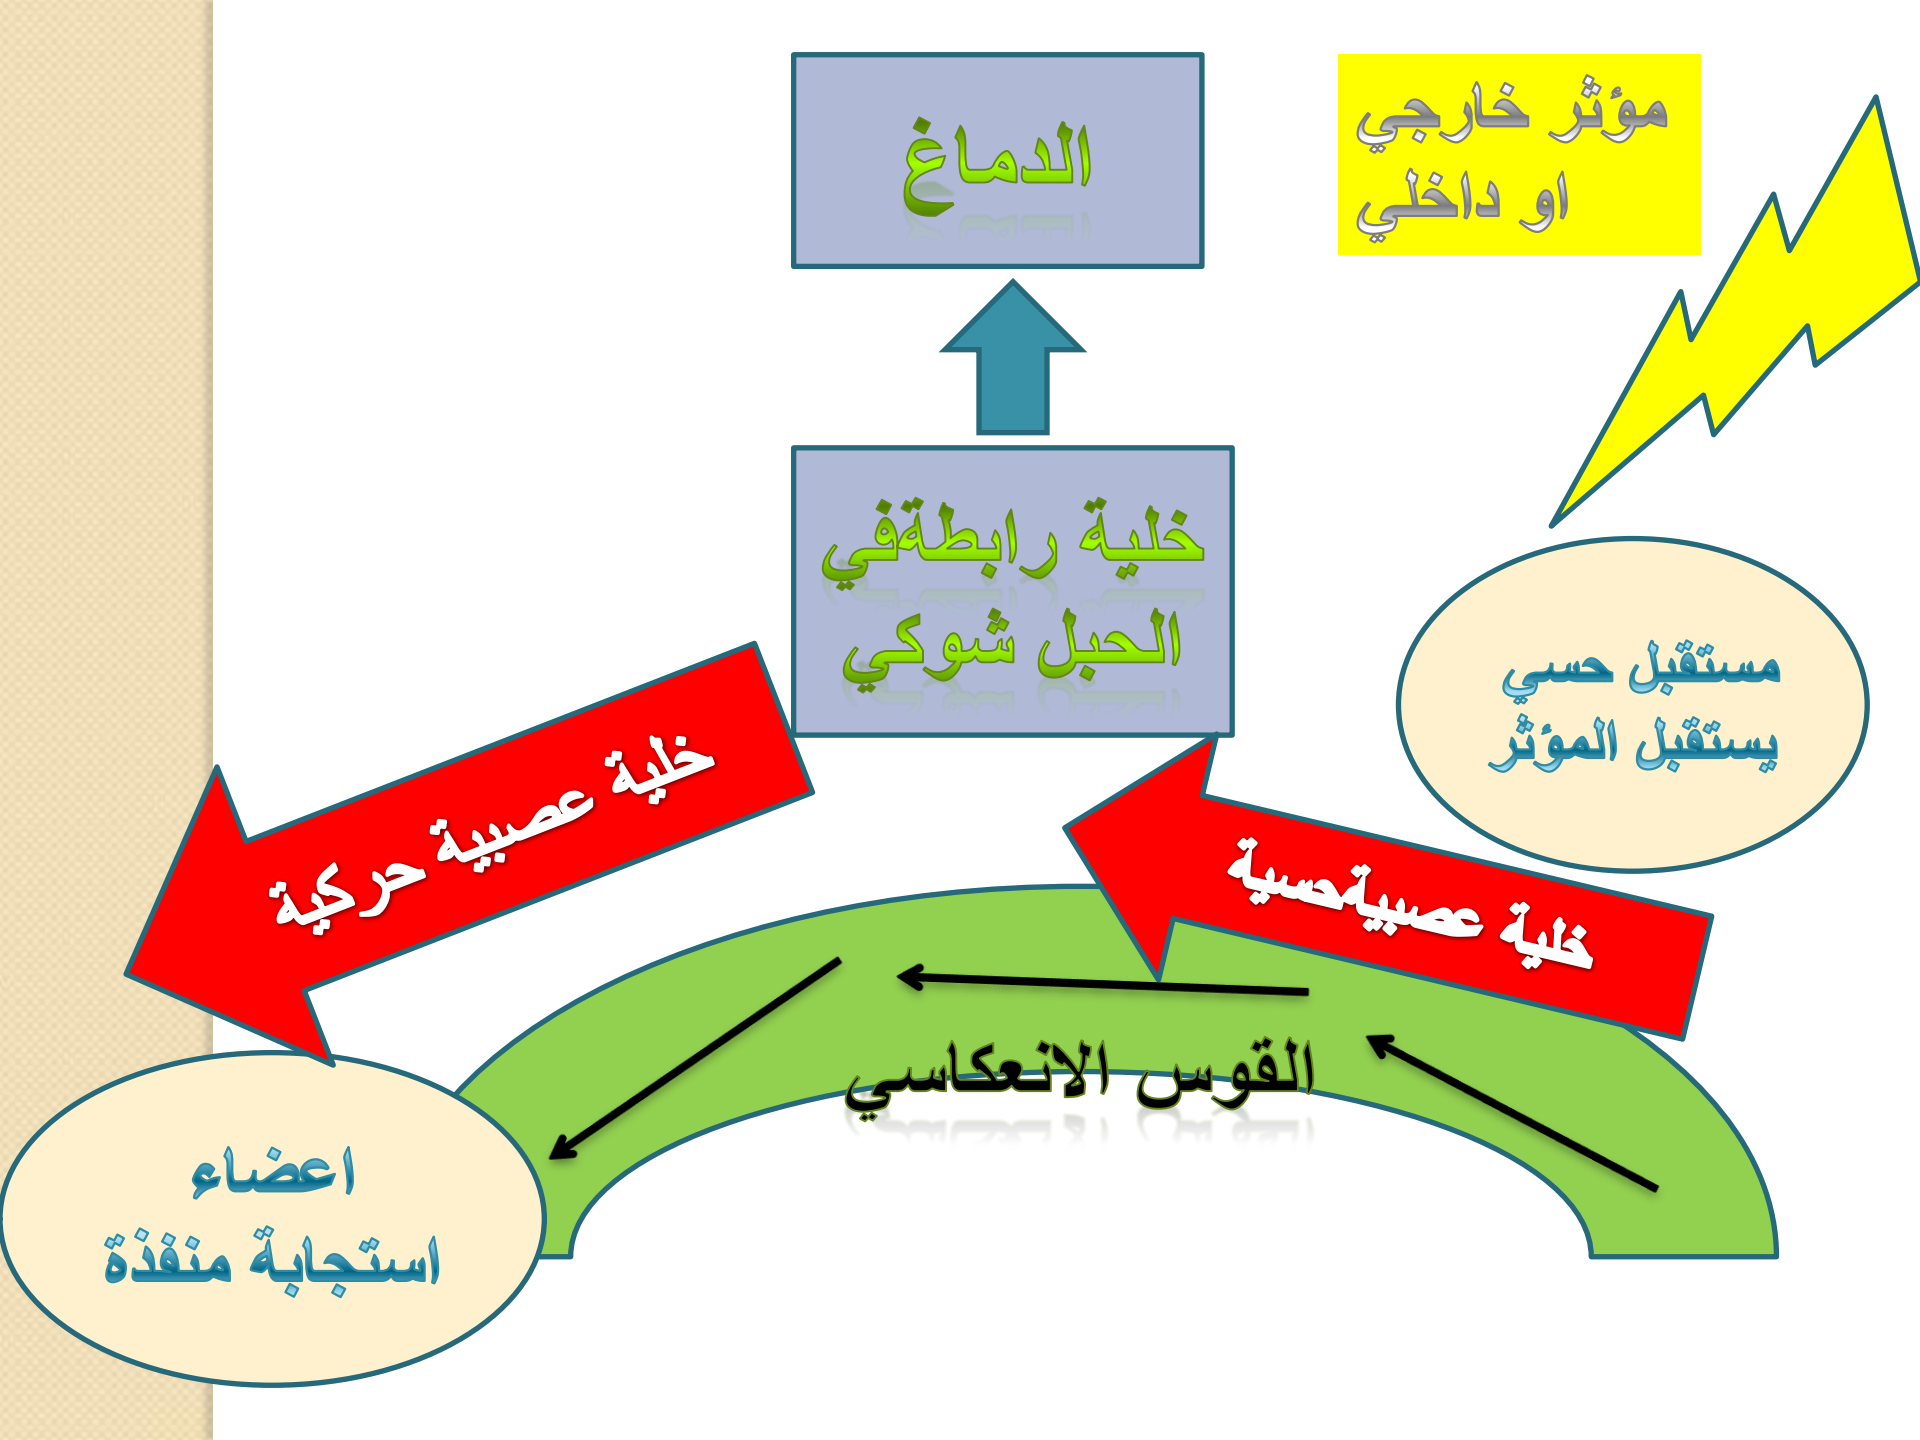 مؤثر خارجي
او داخلي
الدماغ
خلية رابطةفي
الحبل شوكي
مستقبل حسي
يستقبل المؤثر
خلية عصبيةحسية
خلية عصبية حركية
القوس الانعكاسي
اعضاء
استجابة منفذة